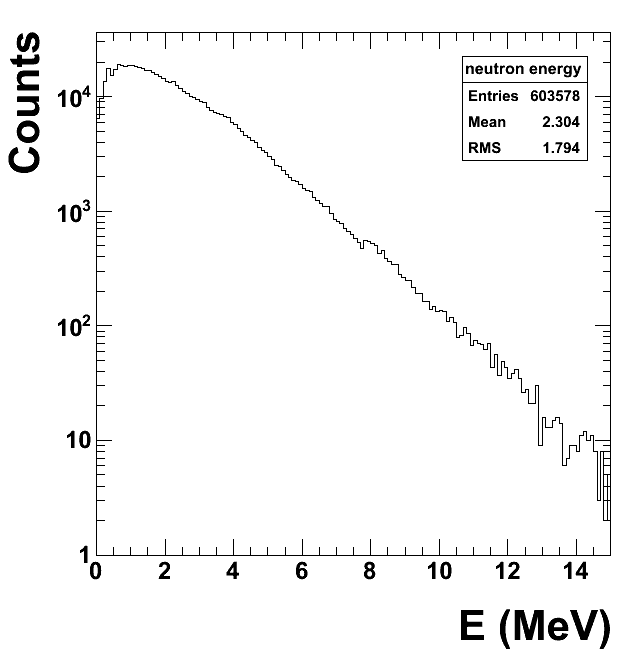 Counts
neutron energy
Entries 603578
Mean 2.304
RMS 1.794
10⁴
10³
10²
10
1
0 2 4 6 8 10 12 14
E (MeV)